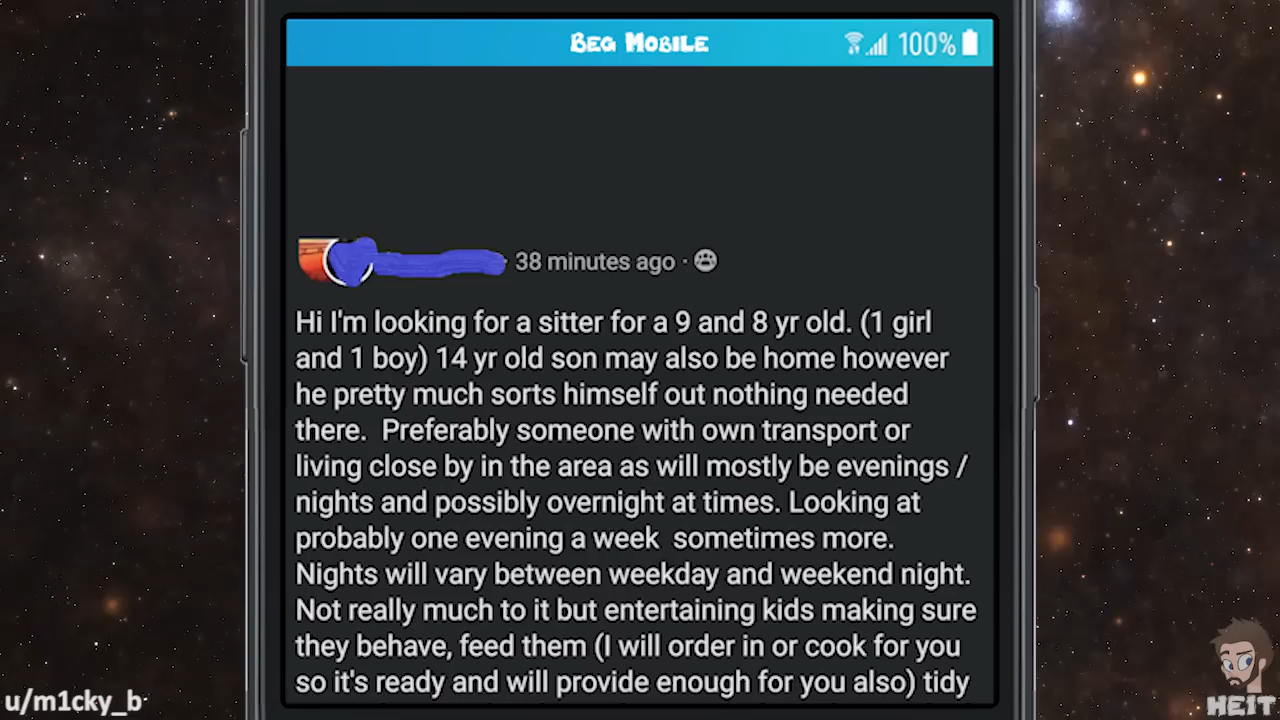 Beg Mobile
100%
38 minutes ago ·
Hi I'm looking for a sitter for a 9 and 8 yr old. (1 girl
and 1 boy) 14 yr old son may also be home however
he pretty much sorts himself out nothing needed
there.  Preferably someone with own transport or
living close by in the area as will mostly be evenings /
nights and possibly overnight at times. Looking at
probably one evening a week  sometimes more.
Nights will vary between weekday and weekend night.
Not really much to it but entertaining kids making sure
they behave, feed them (I will order in or cook for you
so it's ready and will provide enough for you also) tidy
u/m1cky_b
HEIT